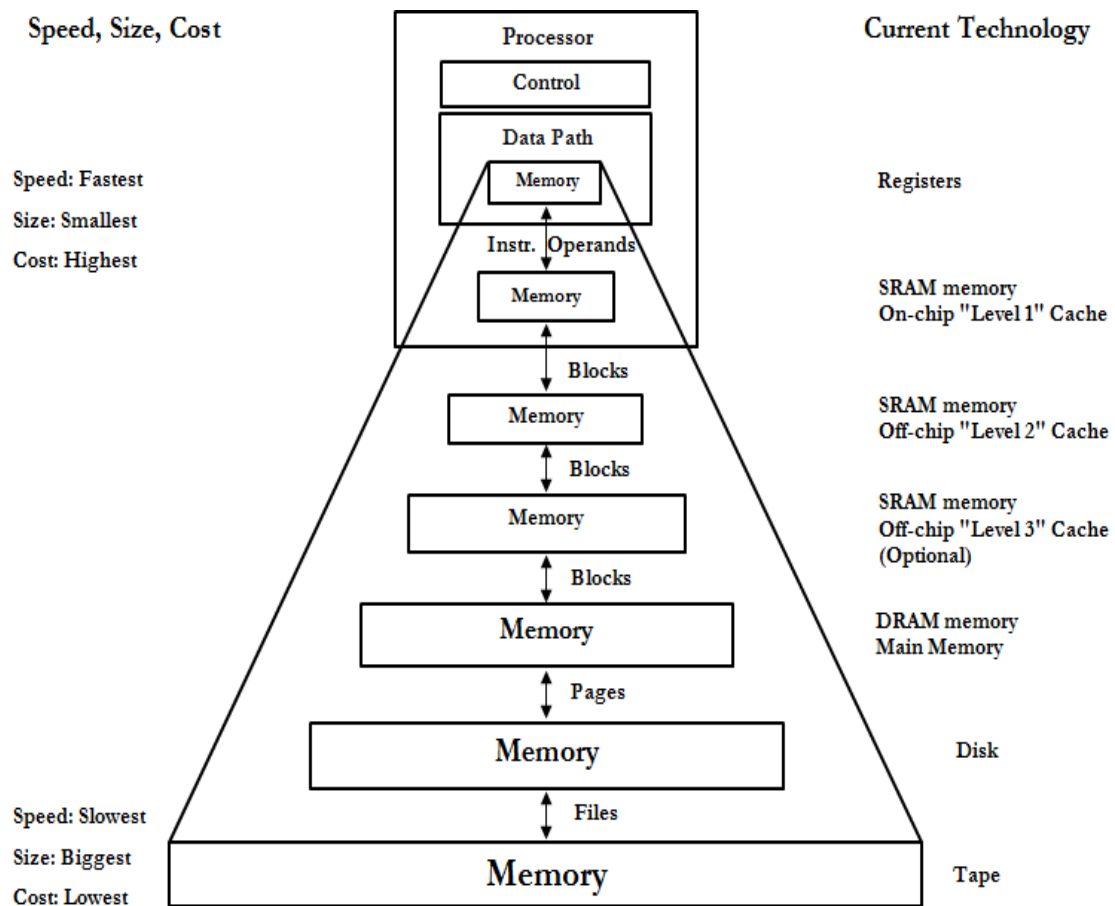 Speed, Size, Cost
Processor
Current Technology
Control
Data Path
Speed: Fastest
Memory
Registers
Size: Smallest
Instr. Operands
Cost: Highest
Memory
SRAM memory
On-chip "Level 1" Cache
Blocks
Memory
SRAM memory
Off-chip "Level 2" Cache
Blocks
Memory
SRAM memory
Off-chip "Level 3" Cache
(Optional)
Blocks
Memory
DRAM memory
Main Memory
Pages
Memory
Disk
Files
Speed: Slowest
Size: Biggest
Cost: Lowest
Memory
Tape